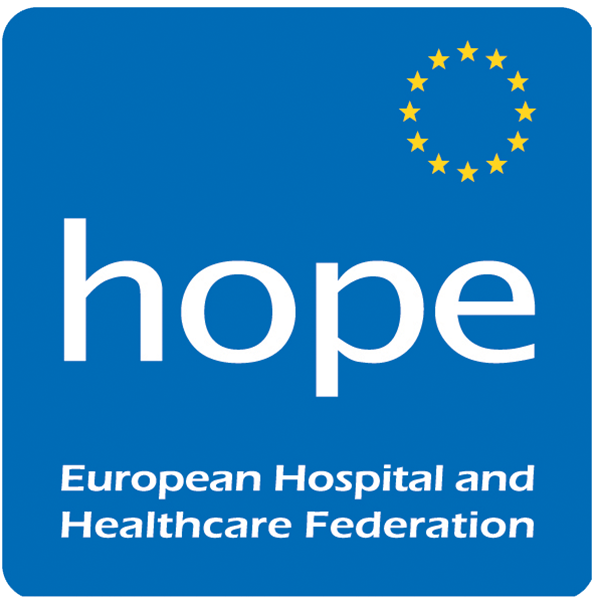 hope
European Hospital and
Healthcare Federation